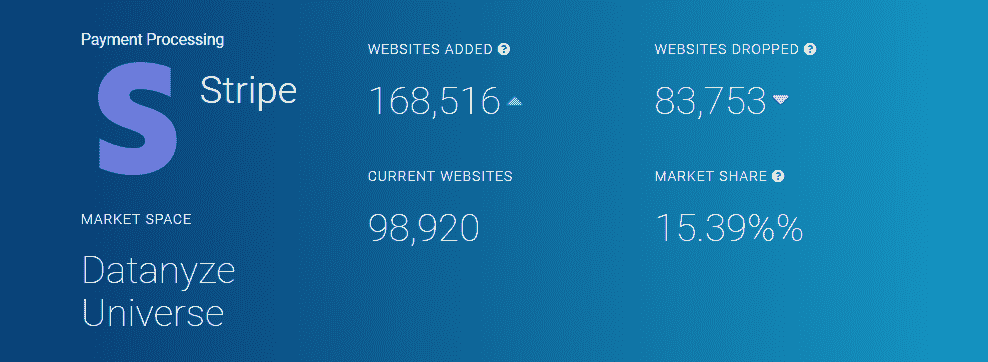 Payment Processing
S Stripe
MARKET SPACE
Datanyze
Universe
WEBSITES ADDED ?
168,516
WEBSITES DROPPED ?
83,753
CURRENT WEBSITES
98,920
MARKET SHARE ?
15.39%%